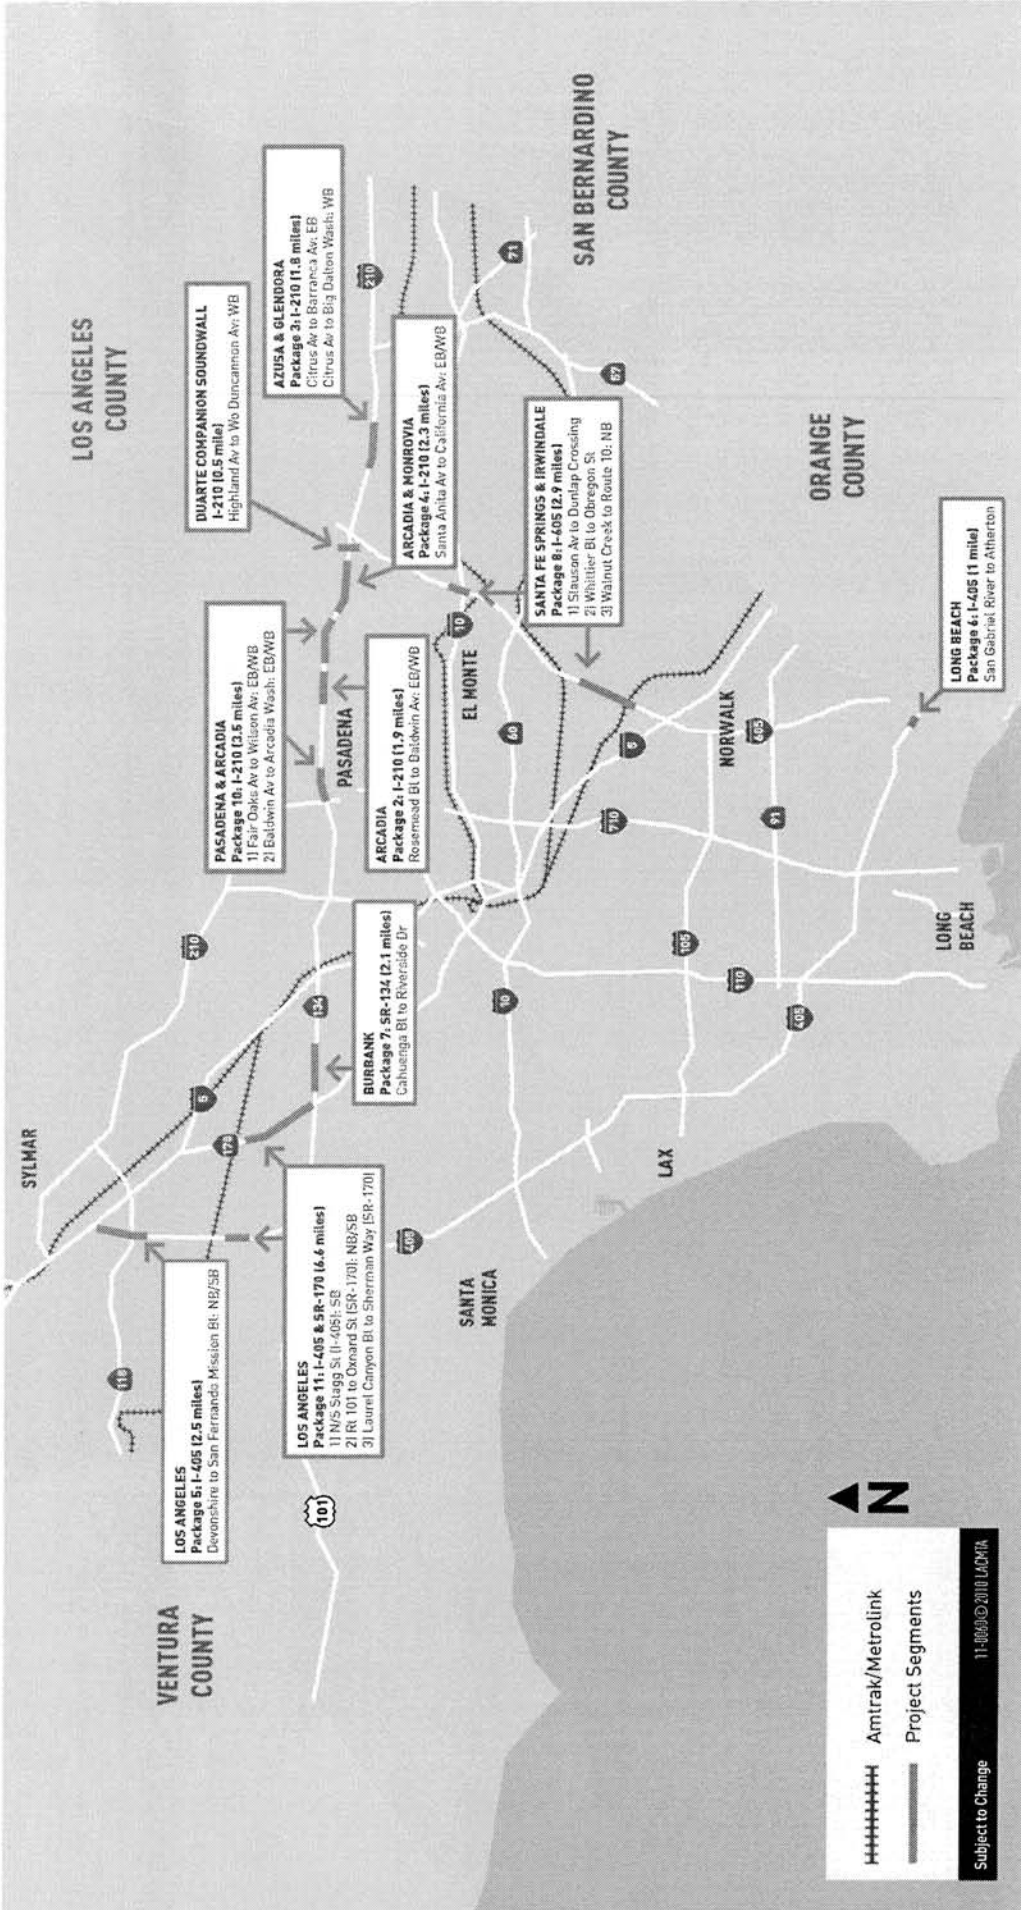 LOS ANGELES
COUNTY
DUARTE COMPANION SOUNDWALL
I-210 (0.5 mile)
Highland Av to Wo Duncannon Av: WB
AZUSA & GLENDORA
Package 3: I-210 (1.8 miles)
Citrus Av to Barranca Av: EB
Citrus Av to Big Dalton Wash: WB
PASADENA & ARCADIA
Package 10: I-210 (3.5 miles)
1) Fair Oaks Av to Wilson Av: EB/WB
2) Baldwin Av to Arcadia Wash: EB/WB
ARCADIA & MONROVIA
Package 4: I-210 (2.3 miles)
Santa Anita Av to California Av: EB/WB
ARCADIA
Package 2: I-210 (1.9 miles)
Rosemead Bl to Baldwin Av: EB/WB
SANTA FE SPRINGS & IRWINDALE
Package 8: I-605 (2.9 miles)
1) Slauson Av to Dunlap Crossing
2) Whittier Bl to Obregon St
3) Walnut Creek to Route 10: NB
BURBANK
Package 7: SR-134 (2.1 miles)
Cahuenga Bl to Riverside Dr
LOS ANGELES
Package 5: I-405 (2.5 miles)
Devonshire to San Fernando Mission Bl: NB/SB
LOS ANGELES
Package 11: I-405 & SR-170 (6.6 miles)
1) N/S Stagg St (I-405): SB
2) Rt 101 to Oxnard St (SR-170): NB/SB
3) Laurel Canyon Bl to Sherman Way (SR-170)
LONG BEACH
Package 6: I-405 (1 mile)
San Gabriel River to Atherton
VENTURA
COUNTY
SAN BERNARDINO
COUNTY
ORANGE
COUNTY
SYLMAR
PASADENA
EL MONTE
NORWALK
SANTA
MONICA
LAX
LONG
BEACH
118
5
170
210
134
210
71
57
101
405
10
10
60
5
605
710
105
91
110
405
N
Amtrak/Metrolink
Project Segments
Subject to Change
11-0060©2010 LACMTA